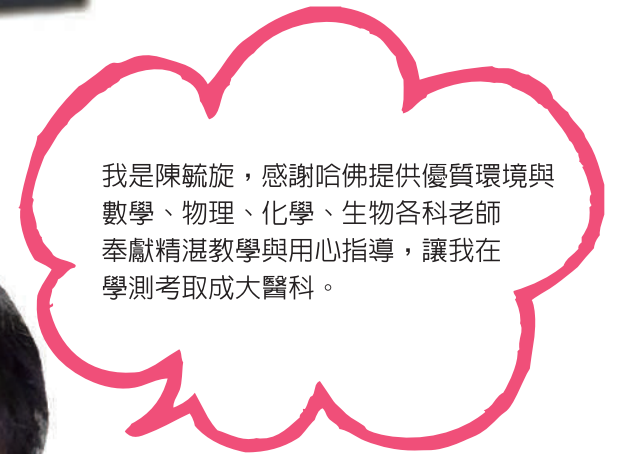 我是陳毓旋，感謝哈佛提供優質環境與
數學、物理、化學、生物各科老師
奉獻精湛教學與用心指導，讓我在
學測考取成大醫科。